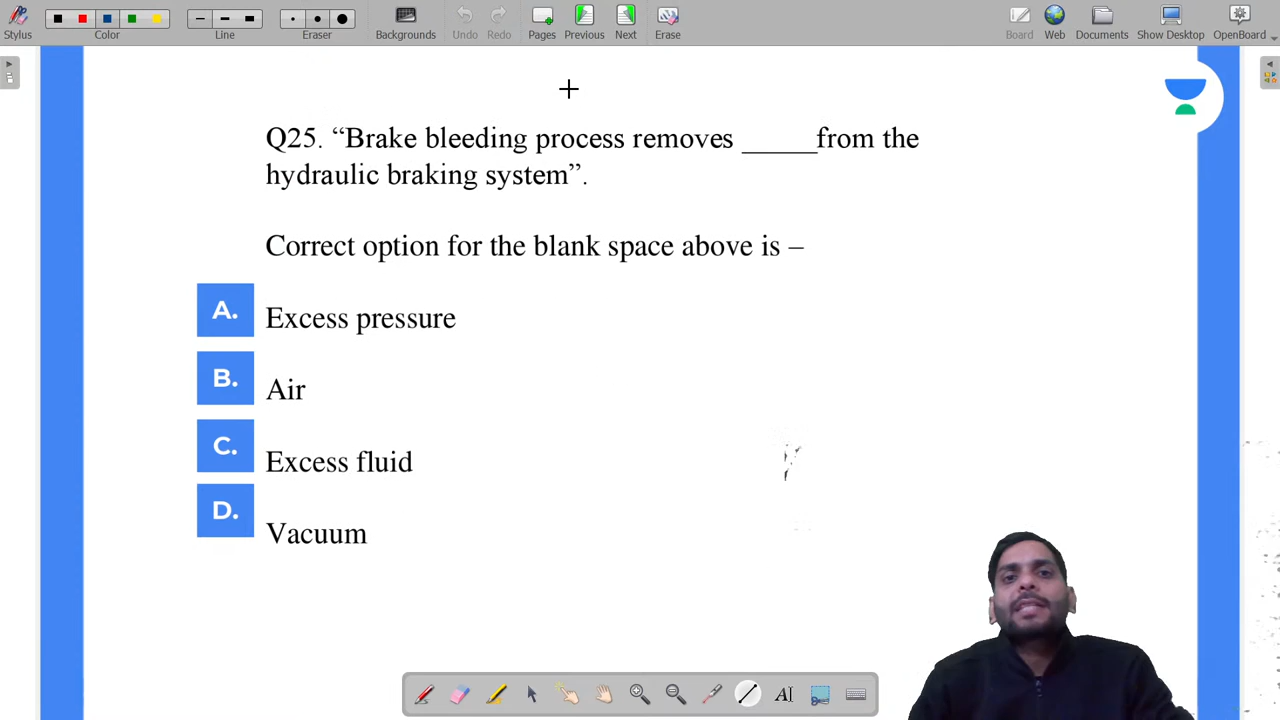 Stylus
Color
Line
Eraser
Backgrounds
Undo
Redo
Pages
Previous
Next
Erase
Board
Web
Documents
Show Desktop
OpenBoard
Q25. “Brake bleeding process removes _____from the
hydraulic braking system”.
Correct option for the blank space above is –
A. Excess pressure
B. Air
C. Excess fluid
D. Vacuum
AI